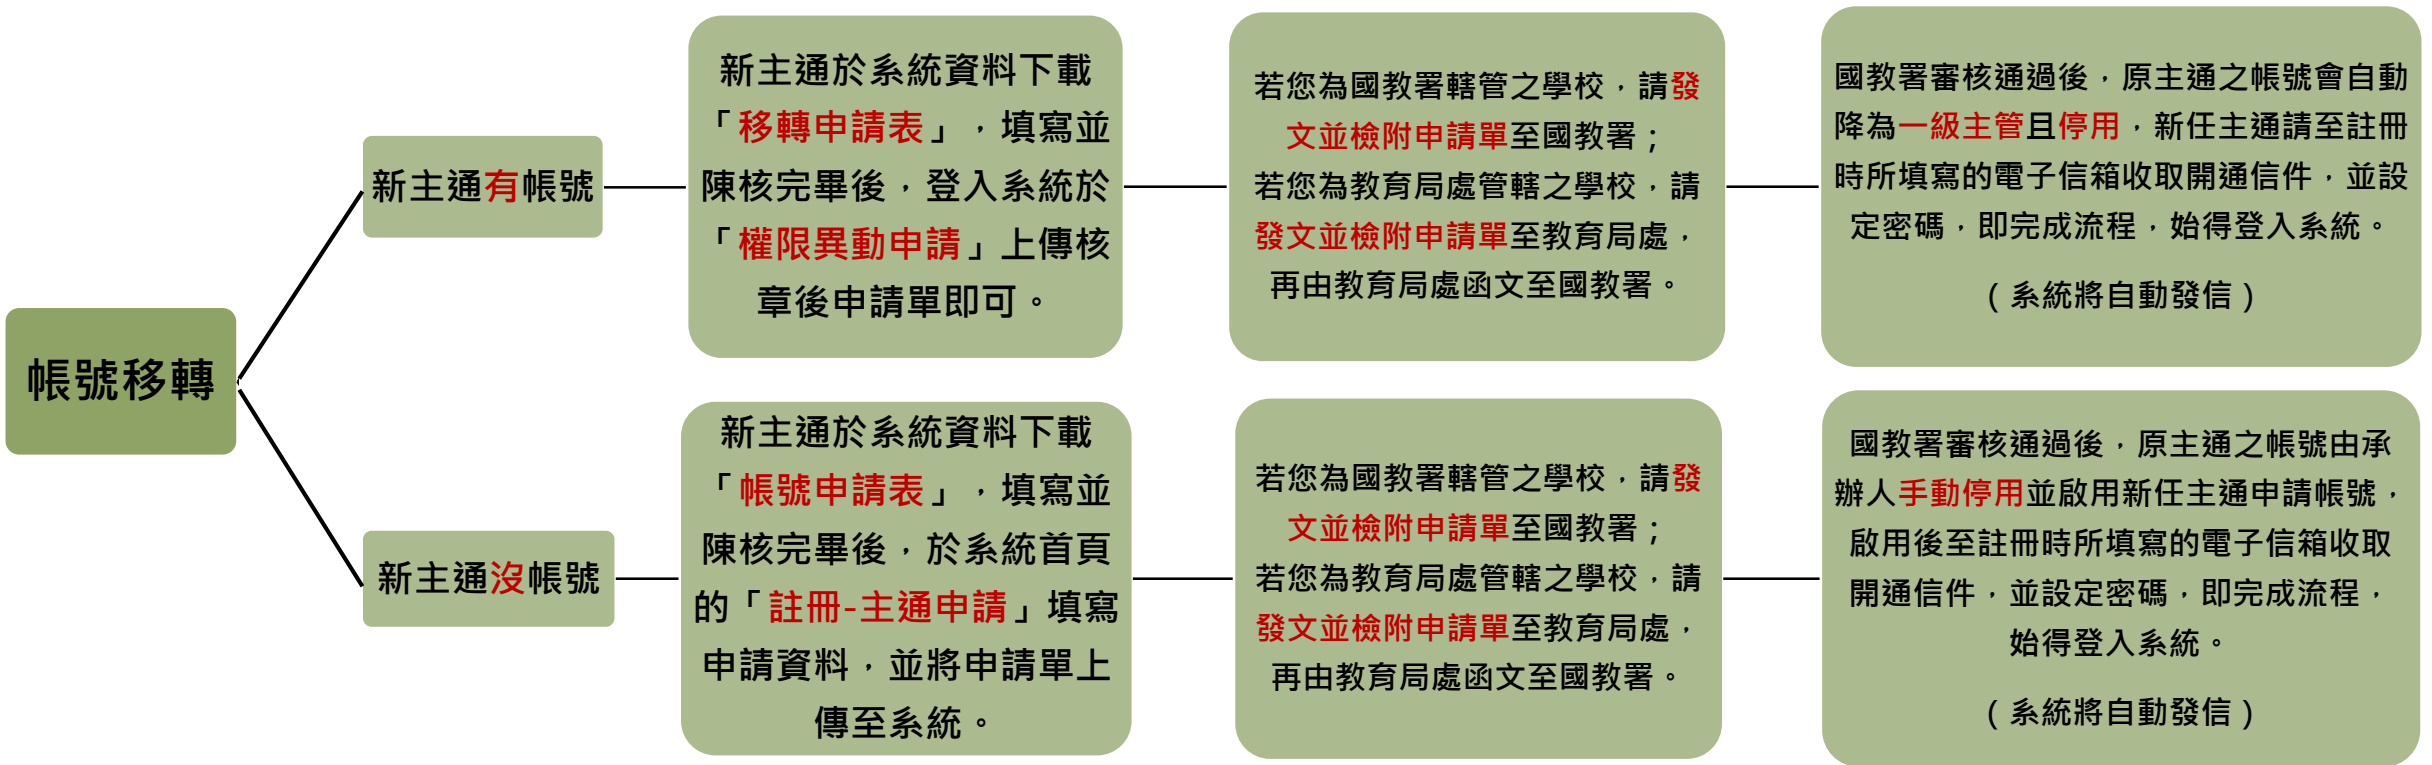 帳號移轉
新主通有帳號
新主通於系統資料下載
「移轉申請表」，填寫並
陳核完畢後，登入系統於
「權限異動申請」上傳核
章後申請單即可。
若您為國教署轄管之學校，請發
文並檢附申請單至國教署；
若您為教育局處管轄之學校，請
發文並檢附申請單至教育局處，
再由教育局處函文至國教署。
國教署審核通過後，原主通之帳號會自動
降為一級主管且停用，新任主通請至註冊
時所填寫的電子信箱收取開通信件，並設
定密碼，即完成流程，始得登入系統。
（系統將自動發信）
新主通沒帳號
新主通於系統資料下載
「帳號申請表」，填寫並
陳核完畢後，於系統首頁
的「註冊-主通申請」填寫
申請資料，並將申請單上
傳至系統。
若您為國教署轄管之學校，請發
文並檢附申請單至國教署；
若您為教育局處管轄之學校，請
發文並檢附申請單至教育局處，
再由教育局處函文至國教署。
國教署審核通過後，原主通之帳號由承
辦人手動停用並啟用新任主通申請帳號，
啟用後至註冊時所填寫的電子信箱收取
開通信件，並設定密碼，即完成流程，
始得登入系統。
（系統將自動發信）